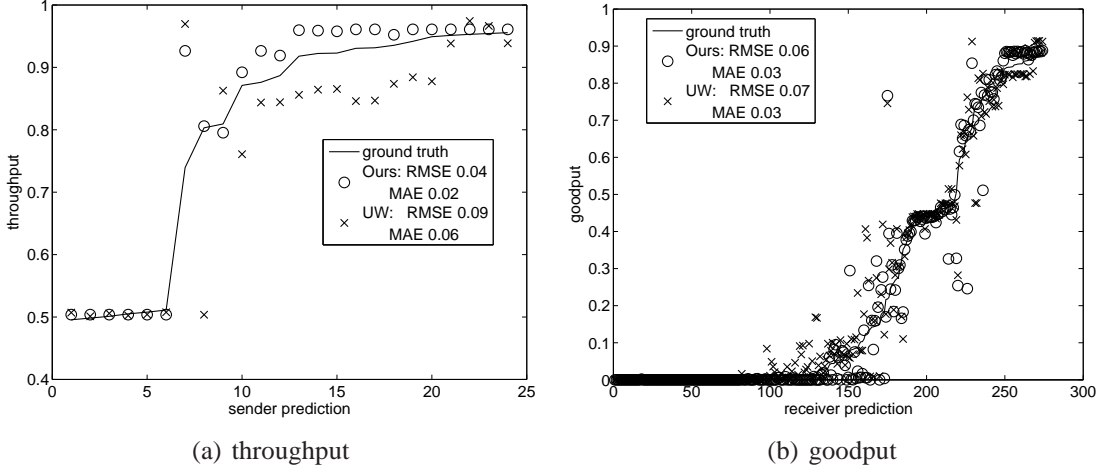 1
0.9
0.8
0.7
0.6
0.5
0.4
throughput
0 5 10 15 20 25
sender prediction
ground truth
Ours: RMSE 0.04
MAE 0.02
UW: RMSE 0.09
MAE 0.06
(a) throughput
1
0.9
0.8
0.7
0.6
0.5
0.4
0.3
0.2
0.1
0
goodput
0 50 100 150 200 250 300
receiver prediction
ground truth
Ours: RMSE 0.06
MAE 0.03
UW: RMSE 0.07
MAE 0.03
(b) goodput